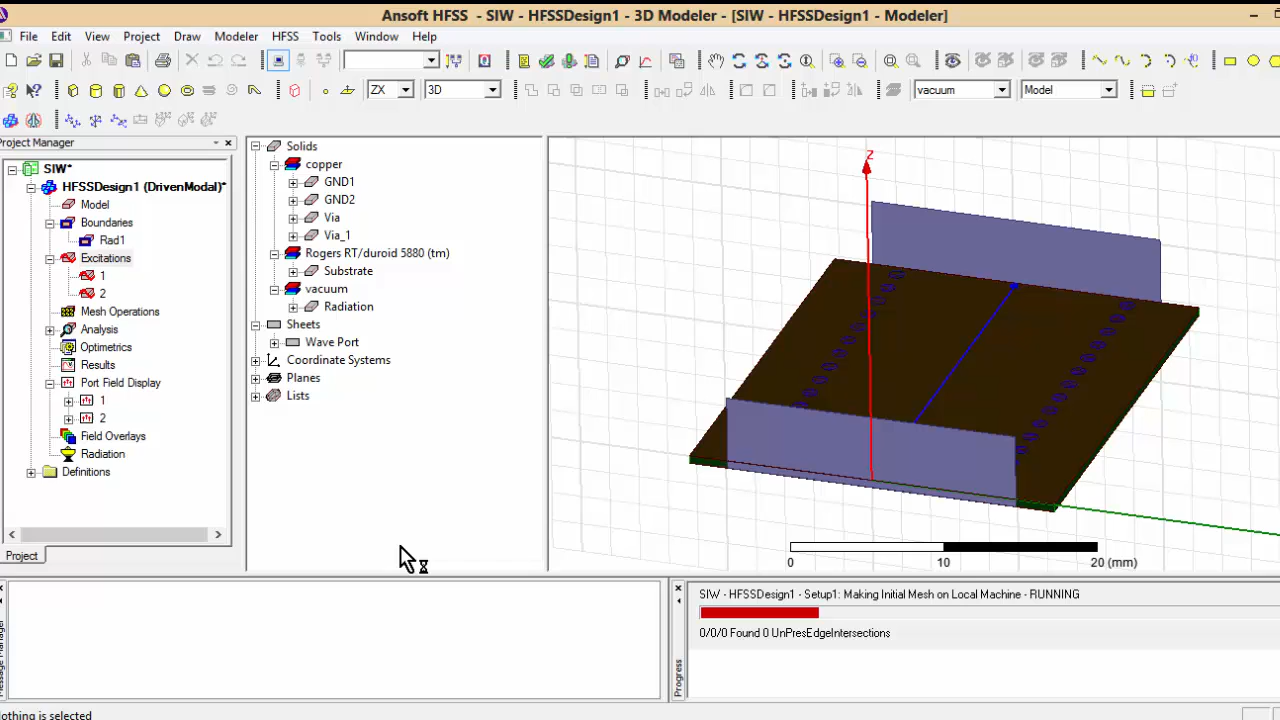 Ansoft HFSS - SIW - HFSSDesign1 - 3D Modeler - [SIW - HFSSDesign1 - Modeler]
File Edit View Project Draw Modeler HFSS Tools Window Help
ZX 3D vacuum Model
Project Manager
SIW*
HFSSDesign1 (DrivenModal)*
Model
Boundaries
Rad1
Excitations
1
2
Mesh Operations
Analysis
Optimetrics
Results
Port Field Display
1
2
Field Overlays
Radiation
Definitions
Project
Solids
copper
GND1
GND2
Via
Via_1
Rogers RT/duroid 5880 (tm)
Substrate
vacuum
Radiation
Sheets
Wave Port
Coordinate Systems
Planes
Lists
Z
0 10 20 (mm)
Message Manager
Progress
SIW - HFSSDesign1 - Setup1: Making Initial Mesh on Local Machine - RUNNING
0/0/0 Found 0 UnPresEdgeIntersections
othing is selected